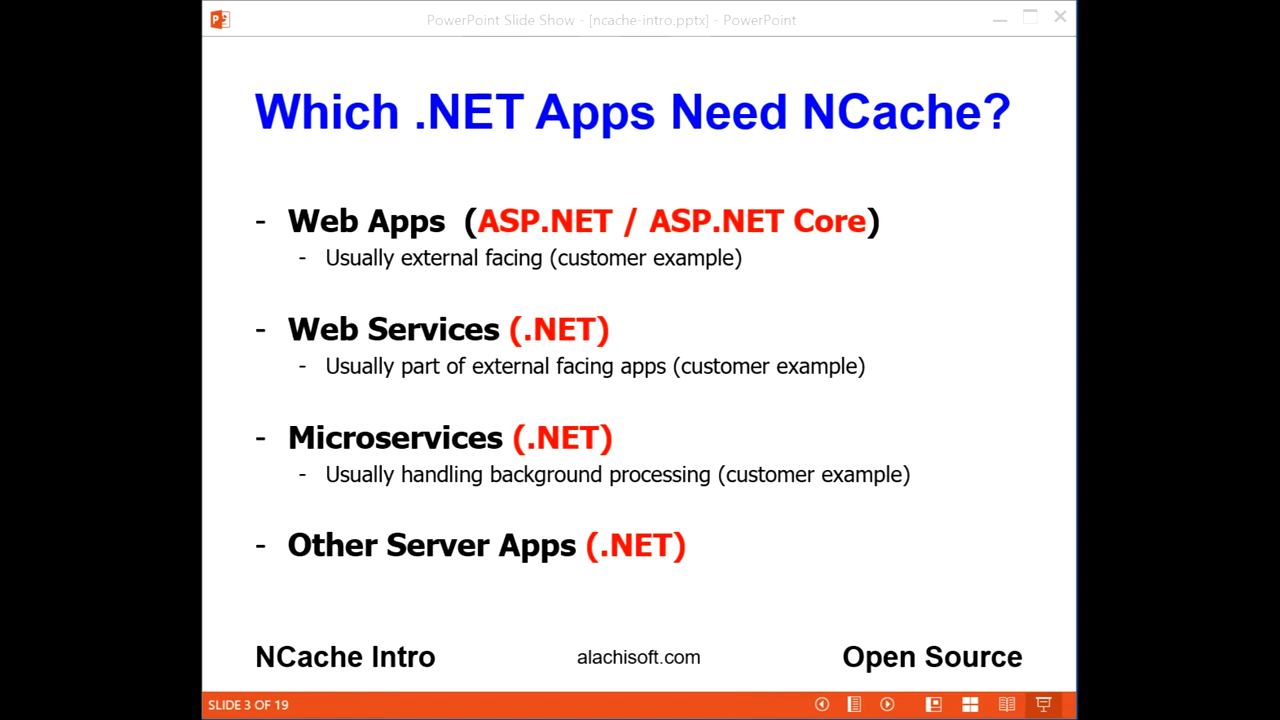 PowerPoint Slide Show - [ncache-intro.pptx] - PowerPoint
Which .NET Apps Need NCache?
- Web Apps (ASP.NET / ASP.NET Core)
- Usually external facing (customer example)
- Web Services (.NET)
- Usually part of external facing apps (customer example)
- Microservices (.NET)
- Usually handling background processing (customer example)
- Other Server Apps (.NET)
NCache Intro alachisoft.com Open Source
SLIDE 3 OF 19